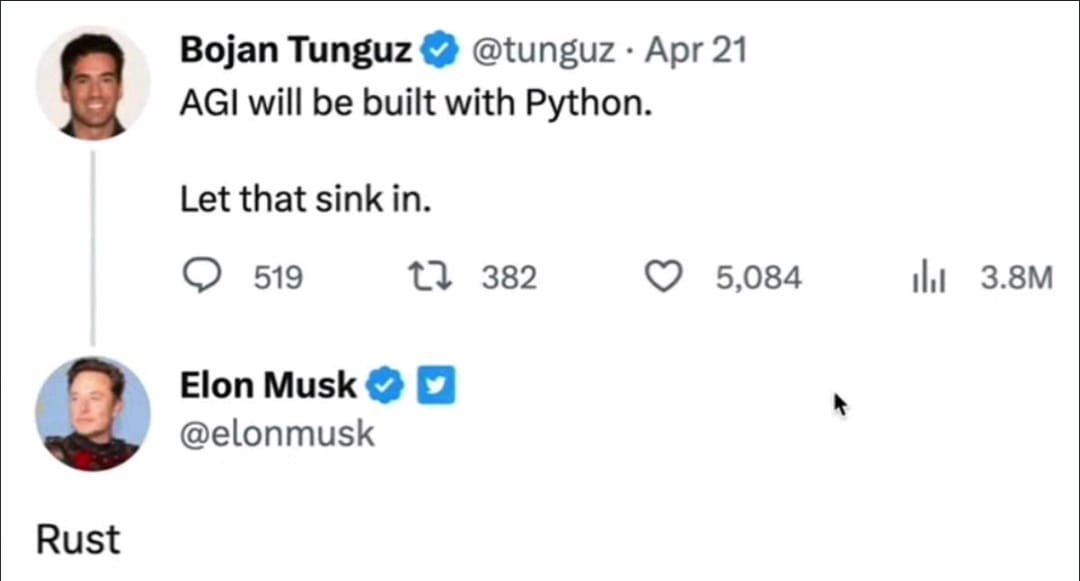 Bojan Tunguz @tunguz · Apr 21
AGI will be built with Python.
Let that sink in.
519 382 5,084 3.8M
Elon Musk
@elonmusk
Rust